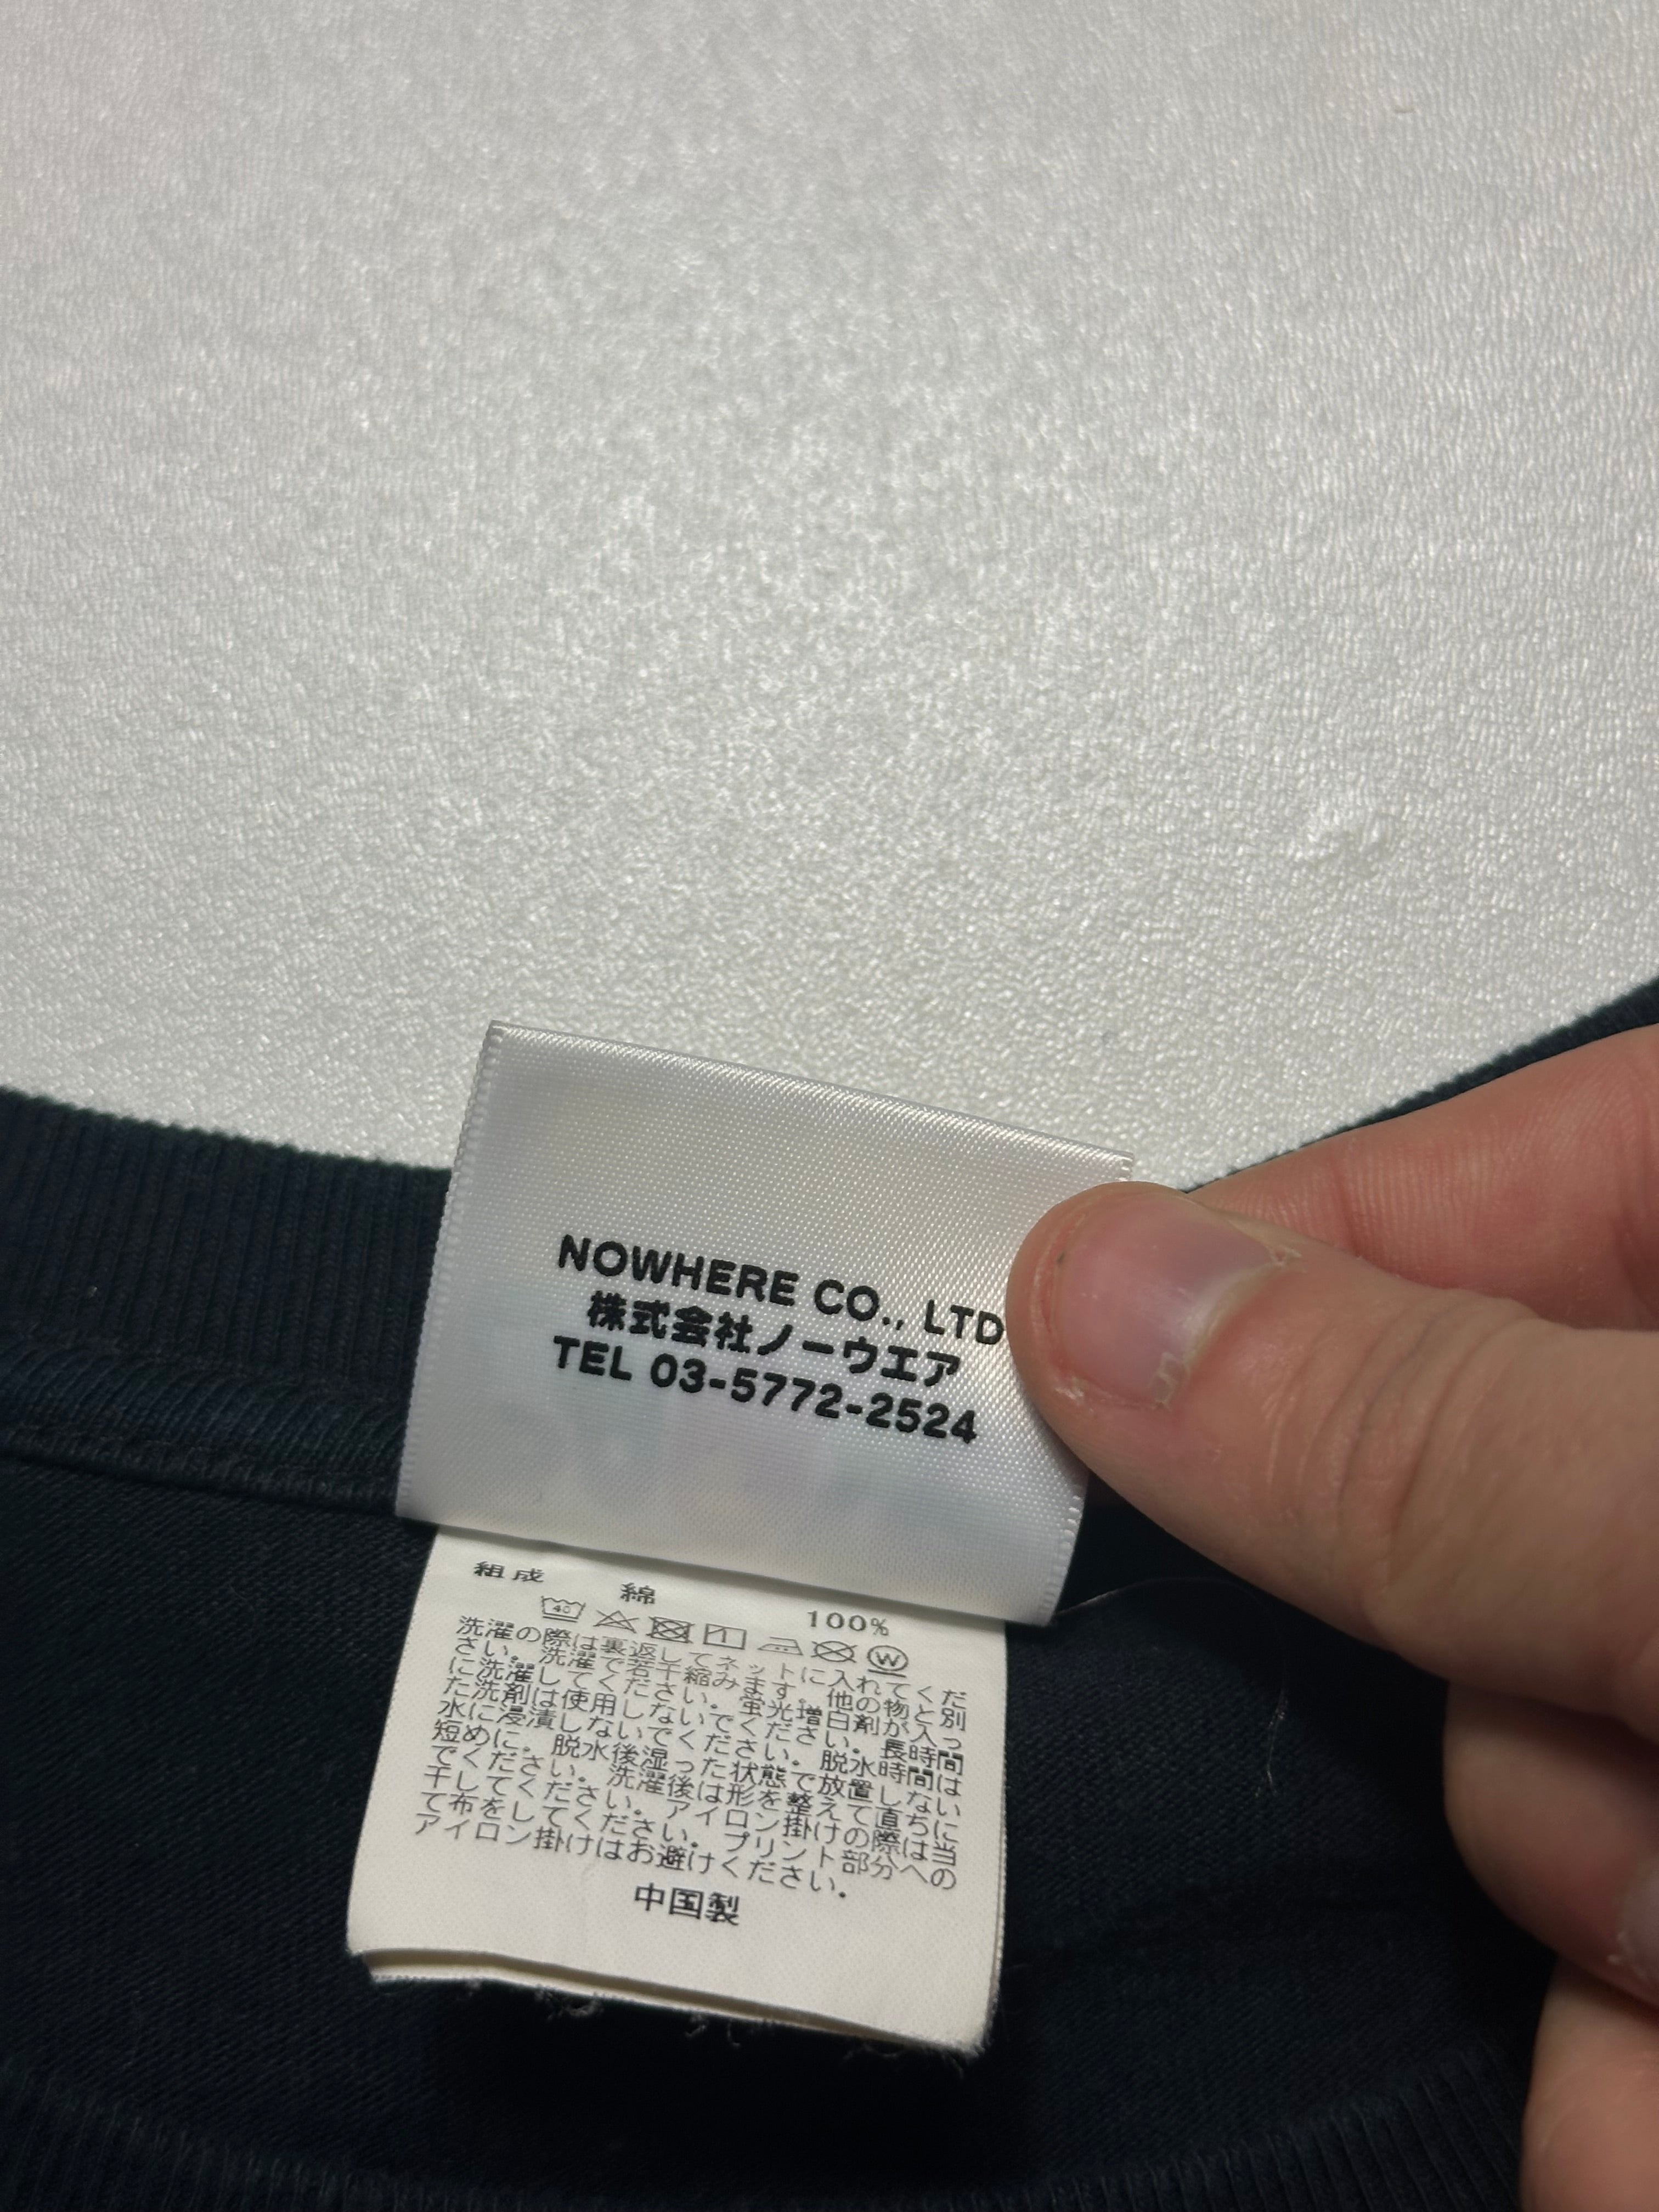 NOWHERE CO., LTD
株式会社ノーウエア
TEL 03-5772-2524
組成 綿 100%
40 1 W
洗濯の際は裏返してネットに入れてくだ
さい。洗濯で若干縮みます。他の物と別
に洗濯してください。蛍光増白剤が入っ
た洗剤は使用しないでください。長時間
水に浸漬しないでください。脱水時間は
短めに。脱水後湿った状態で放置しない
でください。洗濯後は形を整えて直ちに
干してください。アイロン掛けの際は当
て布をしてください。プリント部分への
アイロン掛けはお避けください。
中国製